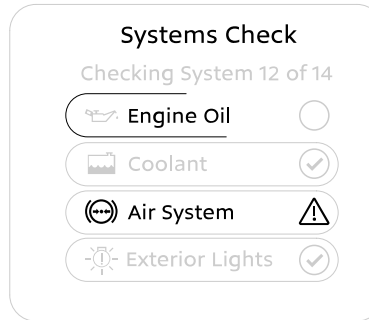 Systems Check
Checking System 12 of 14
Engine Oil
Coolant
Air System
Exterior Lights